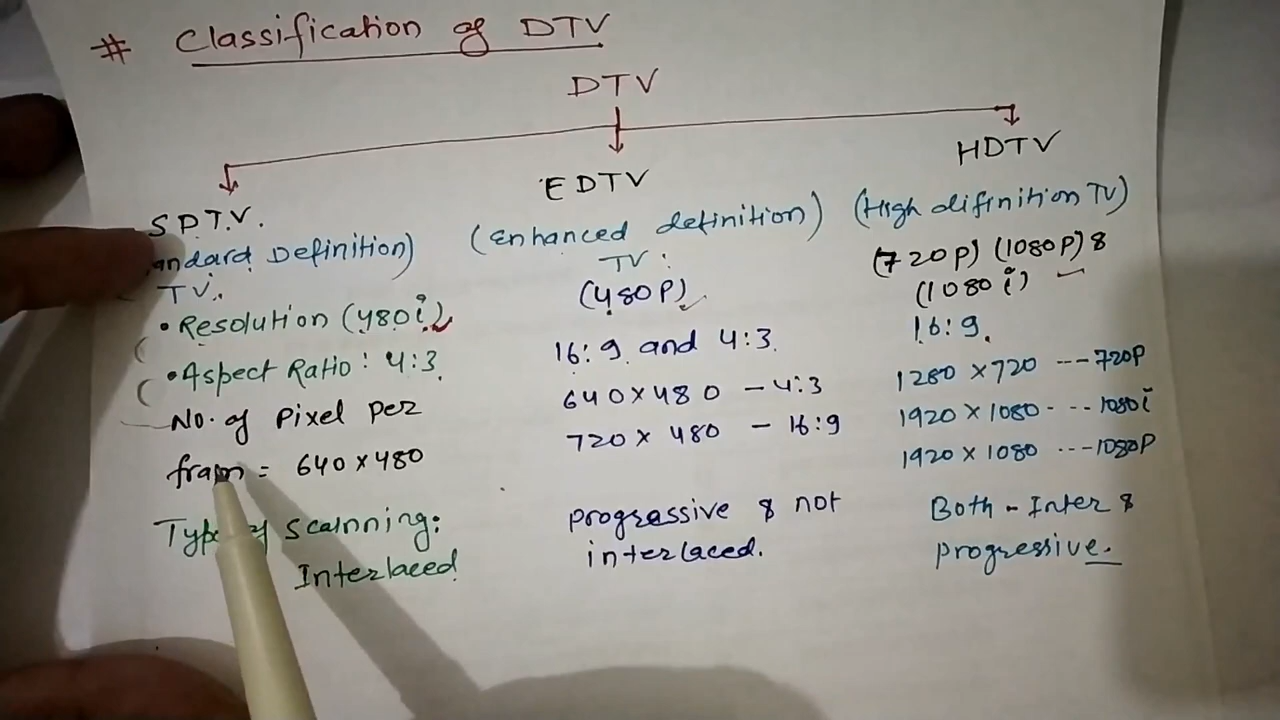 # Classification of DTV
DTV
SDTV.
andard Definition)
TV.
• Resolution (480i)
• Aspect Ratio: 4:3
No. of Pixel per
fram = 640 x 480
Type of Scanning:
Interlaced
EDTV
(Enhanced definition)
TV:
(480P)
16:9 and 4:3
640x480 - 4:3
720 x 480 - 16:9
progressive & not
interlaced.
HDTV
(High difinition TV)
(720p) (1080p) &
(1080i)
16:9.
1280 x 720 --- 720P
1920 x 1080 --- 1080i
1920 x 1080 --- 1080P
Both - Inter &
progressive.